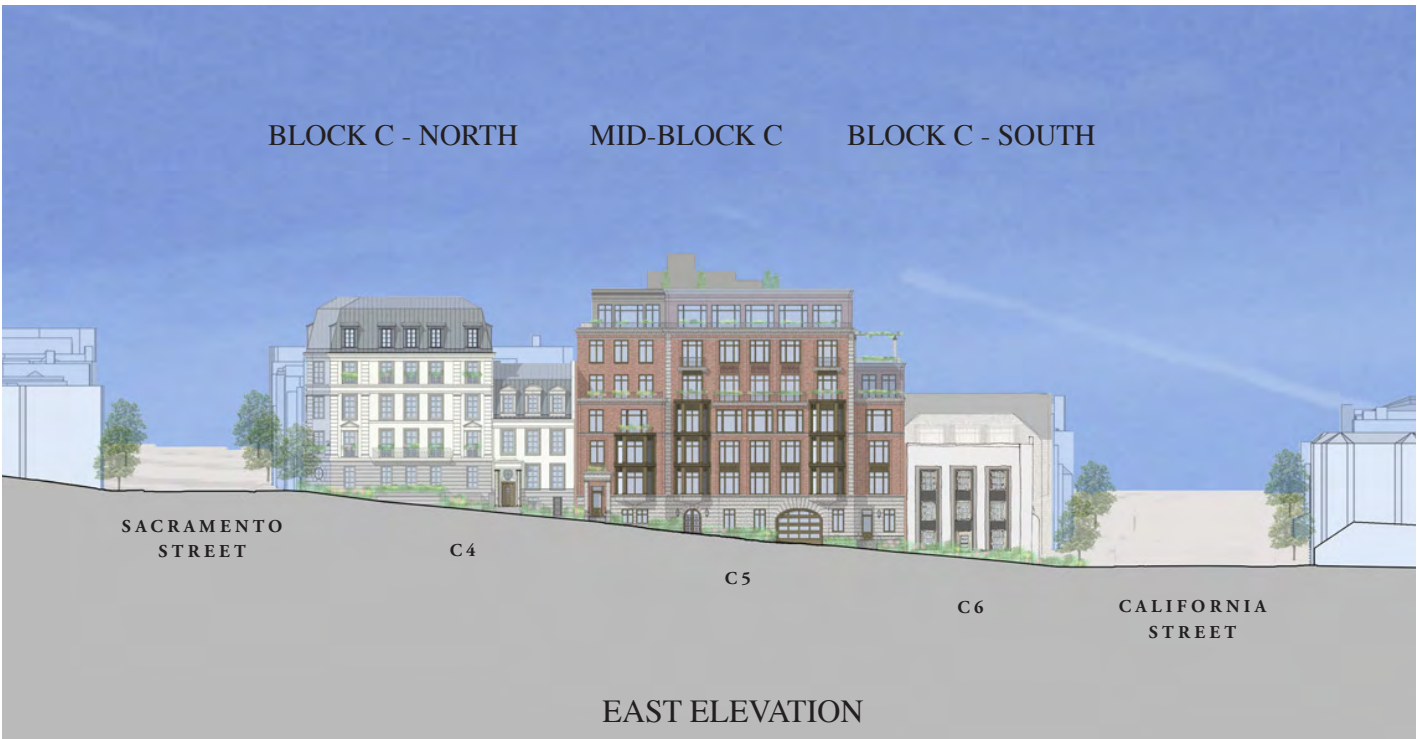 BLOCK C - NORTH
MID-BLOCK C
BLOCK C - SOUTH
SACRAMENTO
STREET
C4
C5
C6
CALIFORNIA
STREET
EAST ELEVATION